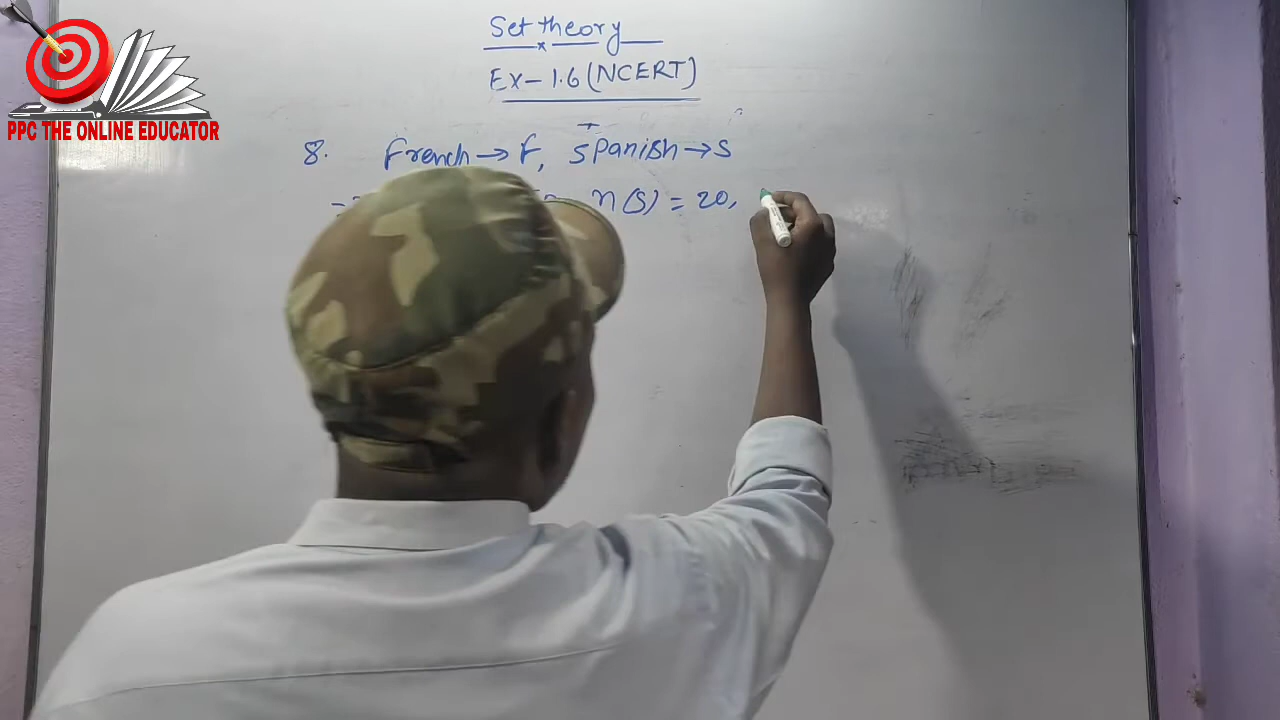 PPC THE ONLINE EDUCATOR
Set theory
Ex-1.6 (NCERT)
8. French → F, Spanish → S
n(S) = 20,